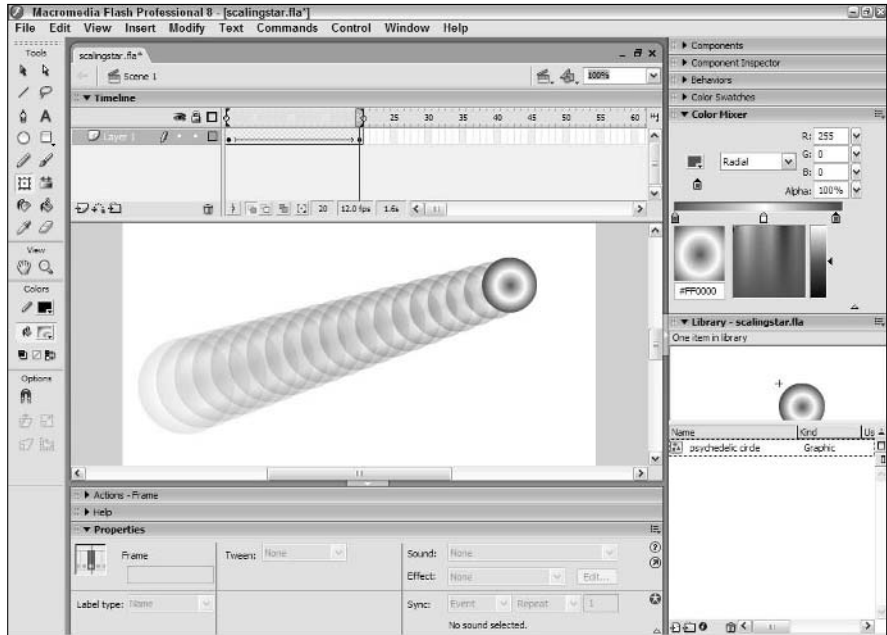 Macromedia Flash Professional 8 - [scalingstar.fla*]
File Edit View Insert Modify Text Commands Control Window Help
Tools
View
Colors
Options
scalingstar.fla*
Scene 1
100%
Timeline
25 30 35 40 45 50 55 60
Layer 1
20 12.0 fps 1.6s
Actions - Frame
Help
Properties
Frame
Tween: None
Sound: None
Effect: None Edit...
Label type: Name
Sync: Event Repeat 1
No sound selected.
Components
Component Inspector
Behaviors
Color Swatches
Color Mixer
R: 255
Radial
G: 0
B: 0
Alpha: 100%
#FF0000
Library - scalingstar.fla
One item in library
Name Kind Us
psychedelic circle Graphic